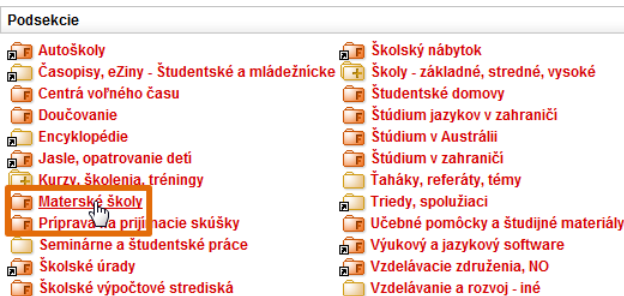 Podsekcie
Autoškoly
Časopisy, eZiny - Študentské a mládežnícke
Centrá voľného času
Doučovanie
Encyklopédie
Jasle, opatrovanie detí
Kurzy, školenia, tréningy
Materské školy
Príprava na prijímacie skúšky
Seminárne a študentské práce
Školské úrady
Školské výpočtové strediská
Školský nábytok
Školy - základné, stredné, vysoké
Študentské domovy
Štúdium jazykov v zahraničí
Štúdium v Austrálii
Štúdium v zahraničí
Ťaháky, referáty, témy
Triedy, spolužiaci
Učebné pomôcky a študijné materiály
Výukový a jazykový software
Vzdelávacie združenia, NO
Vzdelávanie a rozvoj - iné